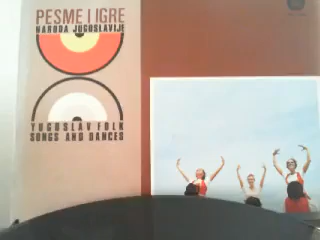 PESME I IGRE
NARODA JUGOSLAVIJE
YUGOSLAV FOLK
SONGS AND DANCES